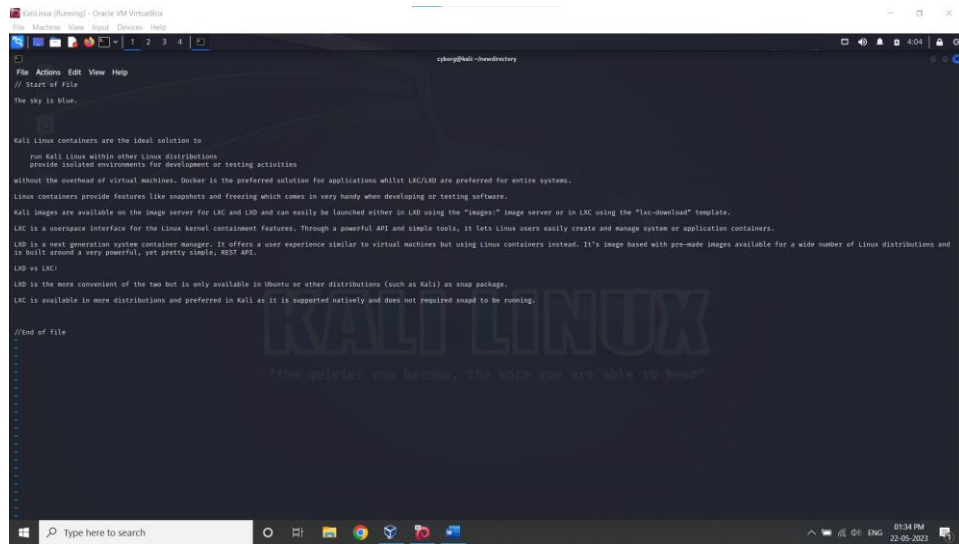 KaliLinux [Running] - Oracle VM VirtualBox
File Machine View Input Devices Help
1 2 3 4
4:04
cyborg@kali: ~/newdirectory
File Actions Edit View Help
// Start of File
The sky is blue.
Kali Linux containers are the ideal solution to
run Kali Linux within other Linux distributions
provide isolated environments for development or testing activities
without the overhead of virtual machines. Docker is the preferred solution for applications whilst LXC/LXD are preferred for entire systems.
Linux containers provide features like snapshots and freezing which comes in very handy when developing or testing software.
Kali images are available on the image server for LXC and LXD and can easily be launched either in LXD using the "images:" image server or in LXC using the "lxc-download" template.
LXC is a userspace interface for the Linux kernel containment features. Through a powerful API and simple tools, it lets Linux users easily create and manage system or application containers.
LXD is a next generation system container manager. It offers a user experience similar to virtual machines but using Linux containers instead. It's image based with pre-made images available for a wide number of Linux distributions and
is built around a very powerful, yet pretty simple, REST API.
LXD vs LXC:
LXD is the more convenient of the two but is only available in Ubuntu or other distributions (such as Kali) as snap package.
LXC is available in more distributions and preferred in Kali as it is supported natively and does not required snapd to be running.
//End of file
KALI LINUX
"the quieter you become, the more you are able to hear"
Type here to search
ENG
01:34 PM
22-05-2023